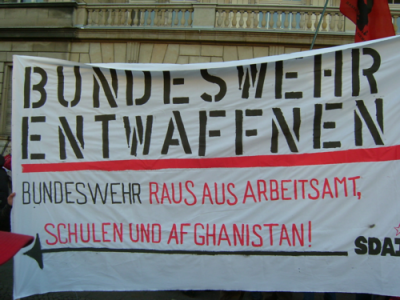 BUNDESWEHR
ENTWAFFNEN
BUNDESWEHR RAUS AUS ARBEITSAMT,
SCHULEN UND AFGHANISTAN!
SDAJ